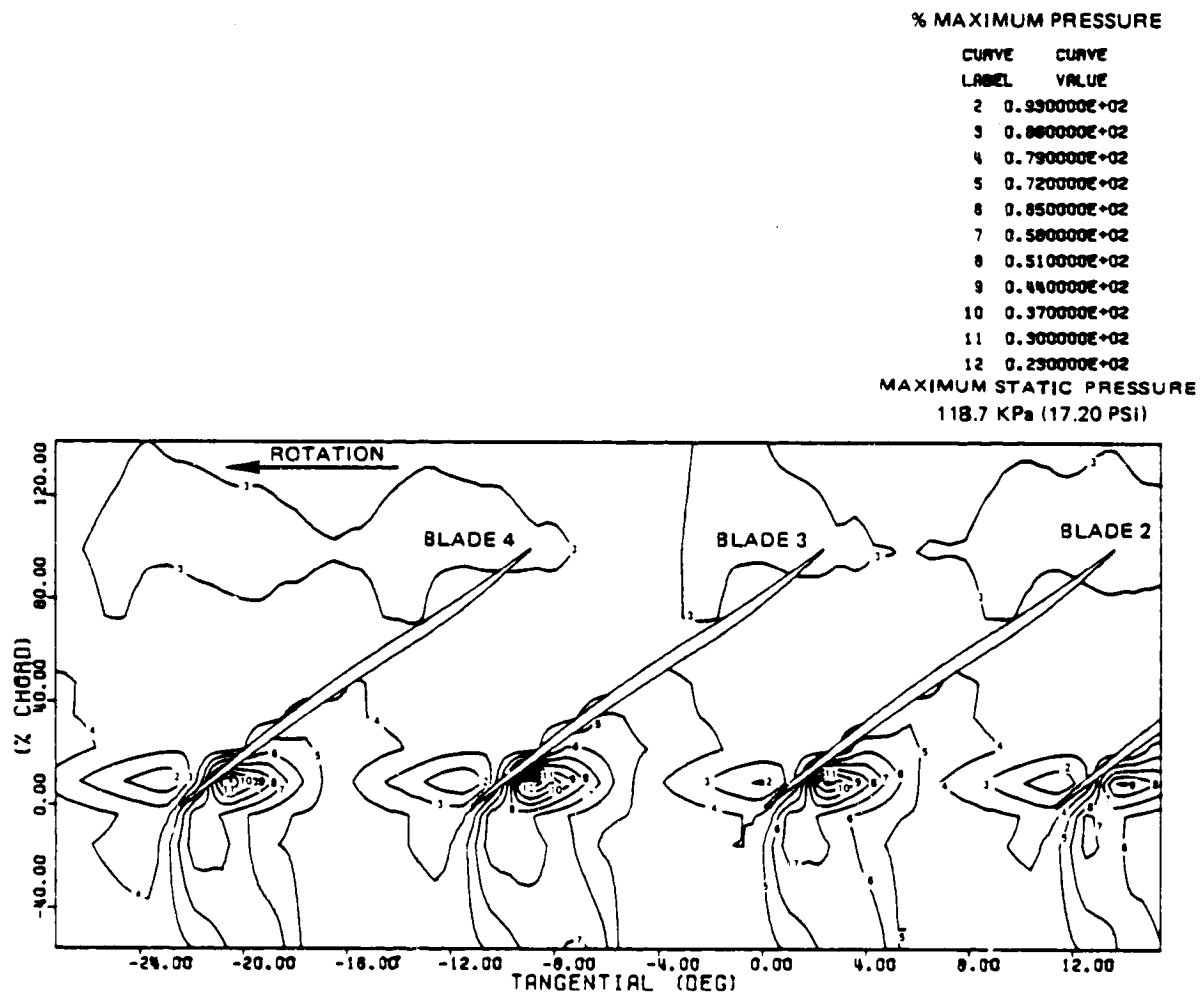 % MAXIMUM PRESSURE
CURVE CURVE
LABEL VALUE
2 0.930000E+02
3 0.860000E+02
4 0.790000E+02
5 0.720000E+02
6 0.650000E+02
7 0.580000E+02
8 0.510000E+02
9 0.440000E+02
10 0.370000E+02
11 0.300000E+02
12 0.230000E+02
MAXIMUM STATIC PRESSURE
118.7 KPa (17.20 PSI)
ROTATION
BLADE 4
BLADE 3
BLADE 2
(% CHORD)
120.00
80.00
40.00
0.00
-40.00
-24.00 -20.00 -16.00 -12.00 -8.00 -4.00 0.00 4.00 8.00 12.00
TANGENTIAL (DEG)